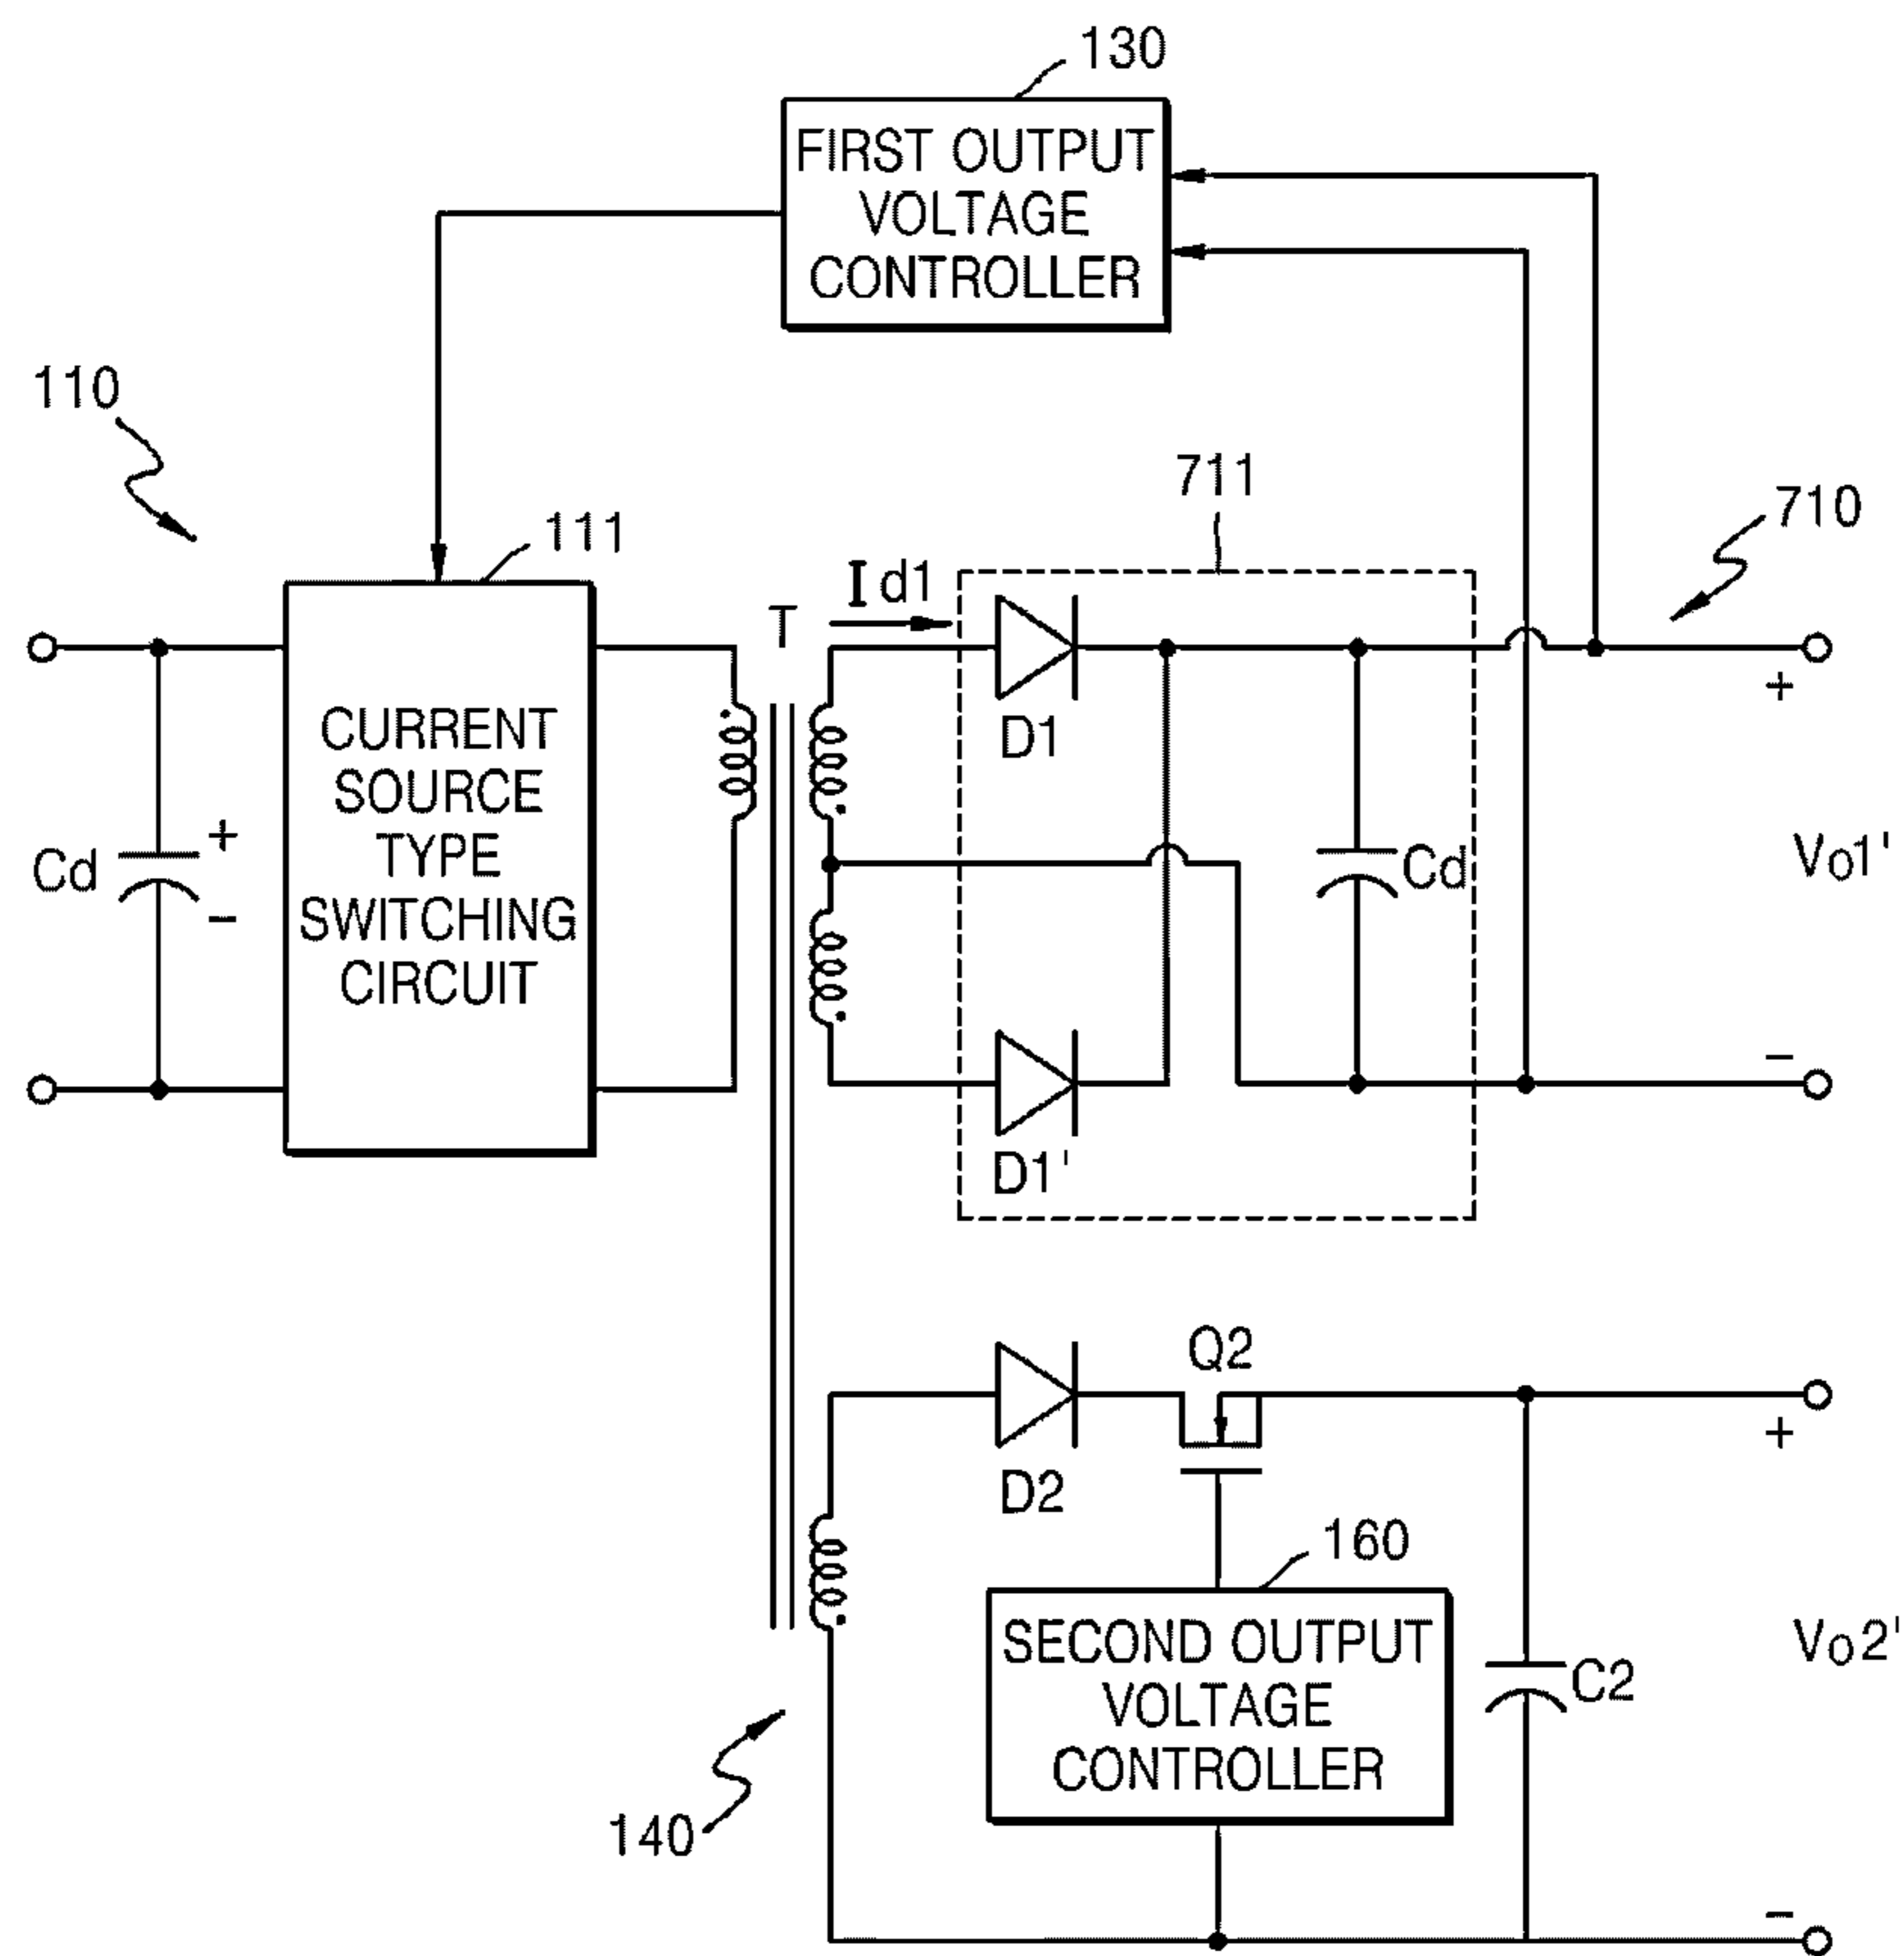 130
FIRST OUTPUT
VOLTAGE
CONTROLLER
110
111
711
710
T
Id1
D1
+
CURRENT
SOURCE
TYPE
SWITCHING
CIRCUIT
Cd
+
-
Cd
Vo1'
-
D1'
Q2
D2
+
160
SECOND OUTPUT
VOLTAGE
CONTROLLER
C2
Vo2'
140
-